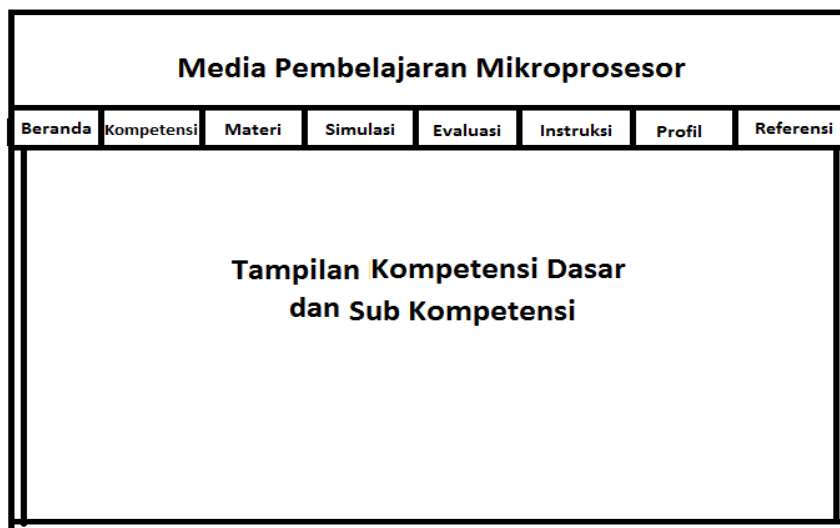 Media Pembelajaran Mikroprosesor
Beranda Kompetensi Materi Simulasi Evaluasi Instruksi Profil Referensi
Tampilan Kompetensi Dasar
dan Sub Kompetensi